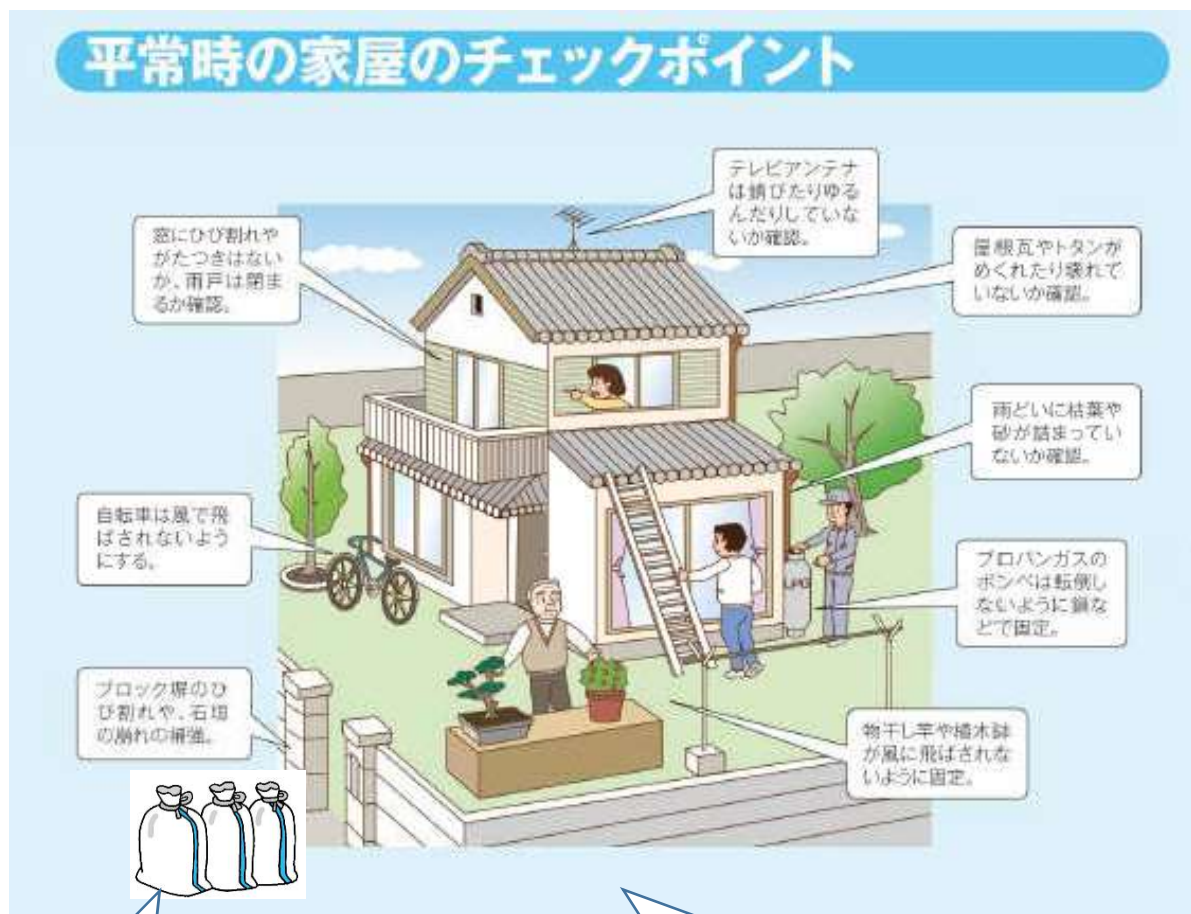 平常時の家屋のチェックポイント
テレビアンテナ
は錆びたりゆる
んだりしていな
いか確認。
窓にひび割れや
がたつきはない
か、雨戸は閉ま
るか確認。
屋根瓦やトタンが
めくれたり壊れて
いないか確認。
雨どいに枯葉や
砂が詰まってい
ないか確認。
自転車は風で飛
ばされないよう
にする。
プロパンガスの
ボンベは転倒し
ないように鎖な
どで固定。
LPG
ブロック塀のひ
び割れや、石垣
の崩れの補強。
物干し竿や植木鉢
が風に飛ばされな
いように固定。